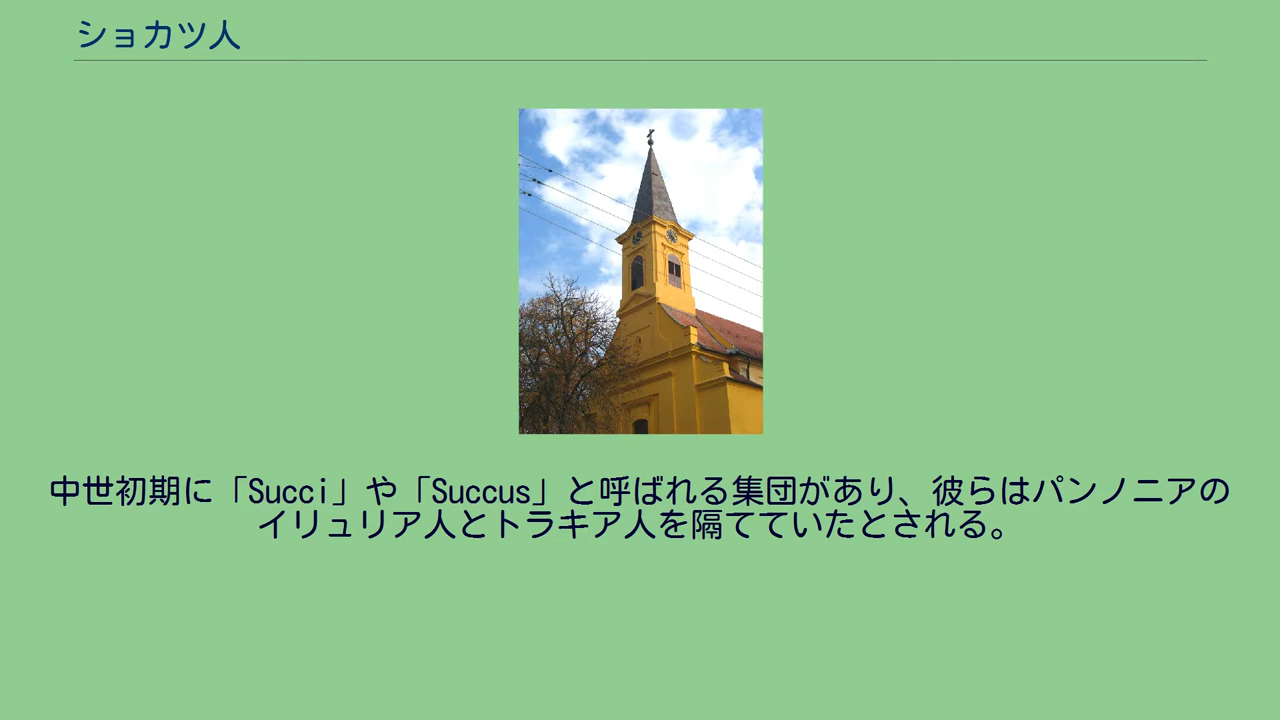 ショカツ人
中世初期に「Succi」や「Succus」と呼ばれる集団があり、彼らはパンノニアの
イリュリア人とトラキア人を隔てていたとされる。